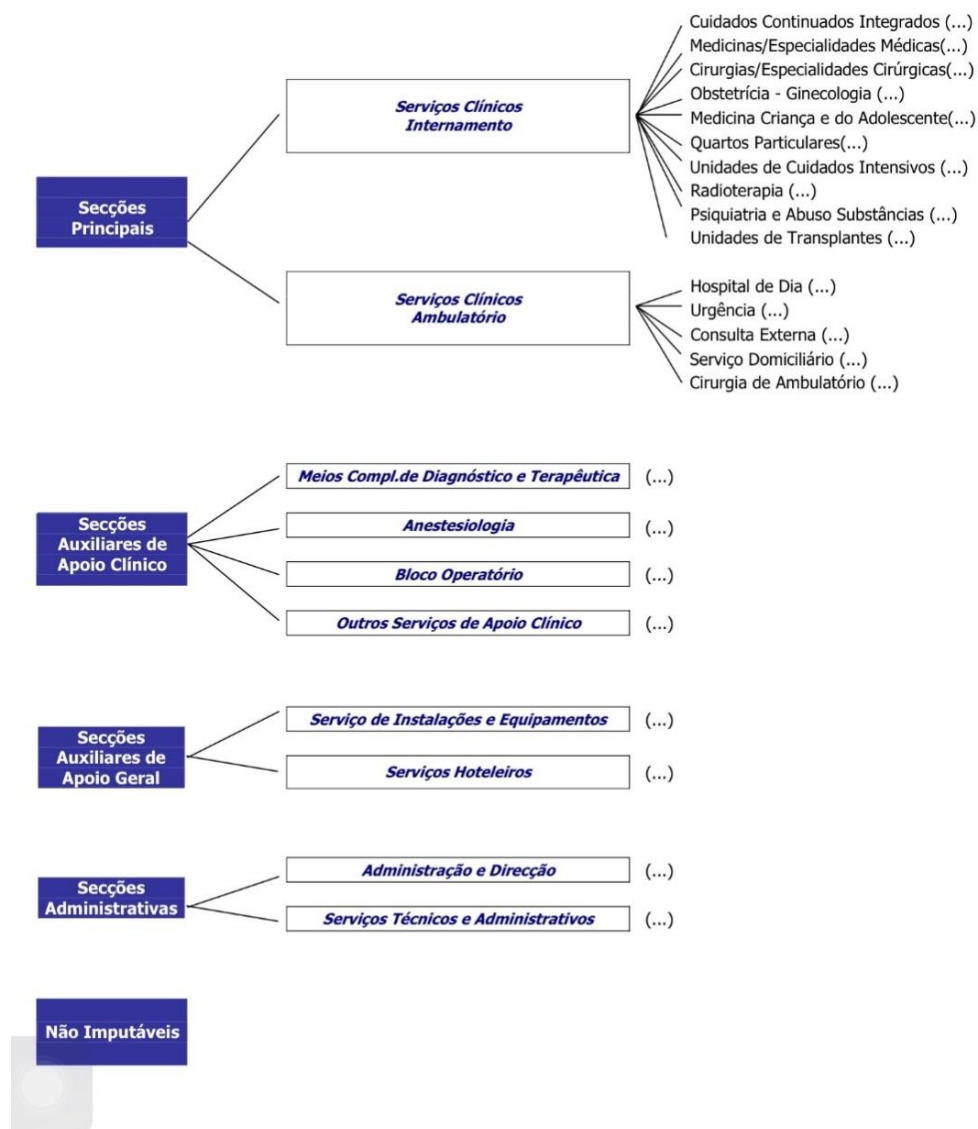 Secções
Principais
Serviços Clínicos
Internamento
Cuidados Continuados Integrados (...)
Medicinas/Especialidades Médicas(...)
Cirurgias/Especialidades Cirúrgicas(...)
Obstetrícia - Ginecologia (...)
Medicina Criança e do Adolescente(...)
Quartos Particulares(...)
Unidades de Cuidados Intensivos (...)
Radioterapia (...)
Psiquiatria e Abuso Substâncias (...)
Unidades de Transplantes (...)
Serviços Clínicos
Ambulatório
Hospital de Dia (...)
Urgência (...)
Consulta Externa (...)
Serviço Domiciliário (...)
Cirurgia de Ambulatório (...)
Secções
Auxiliares de
Apoio Clínico
Meios Compl.de Diagnóstico e Terapêutica (...)
Anestesiologia (...)
Bloco Operatório (...)
Outros Serviços de Apoio Clínico (...)
Secções
Auxiliares de
Apoio Geral
Serviço de Instalações e Equipamentos (...)
Serviços Hoteleiros (...)
Secções
Administrativas
Administração e Direcção (...)
Serviços Técnicos e Administrativos (...)
Não Imputáveis